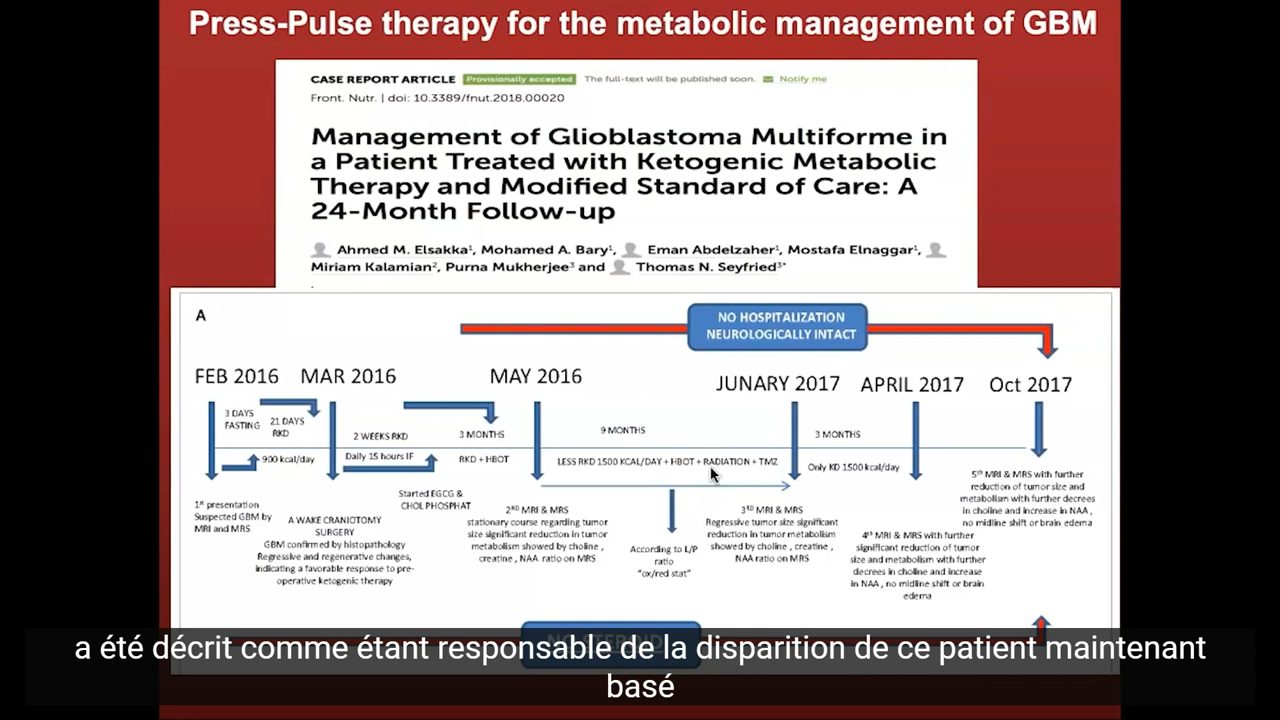 Press-Pulse therapy for the metabolic management of GBM
CASE REPORT ARTICLE Provisionally accepted The full-text will be published soon. Notify me
Front. Nutr. | doi: 10.3389/fnut.2018.00020
Management of Glioblastoma Multiforme in
a Patient Treated with Ketogenic Metabolic
Therapy and Modified Standard of Care: A
24-Month Follow-up
Ahmed M. Elsakka¹, Mohamed A. Bary¹, Eman Abdelzaher¹, Mostafa Elnaggar¹,
Miriam Kalamian², Purna Mukherjee³ and Thomas N. Seyfried³*
A
NO HOSPITALIZATION
NEUROLOGICALLY INTACT
FEB 2016 MAR 2016 MAY 2016 JUNARY 2017 APRIL 2017 Oct 2017
3 DAYS
FASTING
21 DAYS
RKD
900 kcal/day
2 WEEKS RKD
Daily 15 hours IF
3 MONTHS
RKD + HBOT
9 MONTHS
LESS RKD 1500 KCAL/DAY + HBOT + RADIATION + TMZ
3 MONTHS
Only KD 1500 kcal/day
1ˢᵗ presentation
Suspected GBM by
MRI and MRS
A WAKE CRANIOTOMY
SURGERY
GBM confirmed by histopathology
Regressive and regenerative changes,
indicating a favorable response to pre-
operative ketogenic therapy
Started EGCG &
CHOL PHOSPHAT
2ᴺᴰ MRI & MRS
stationary course regarding tumor
size significant reduction in tumor
metabolism showed by choline ,
creatine , NAA ratio on MRS
According to L/P
ratio
"ox/red stat"
3ᴿᴰ MRI & MRS
Regressive tumor size significant
reduction in tumor metabolism
showed by choline , creatine ,
NAA ratio on MRS
4ᵗʰ MRI & MRS with further
significant reduction of tumor
size and metabolism with further
decrees in choline and increase
in NAA , no midline shift or brain
edema
5ᵗʰ MRI & MRS with further
reduction of tumor size and
metabolism with further decrees
in choline and increase in NAA ,
no midline shift or brain edema
NO STEROID
a été décrit comme étant responsable de la disparition de ce patient maintenant
basé